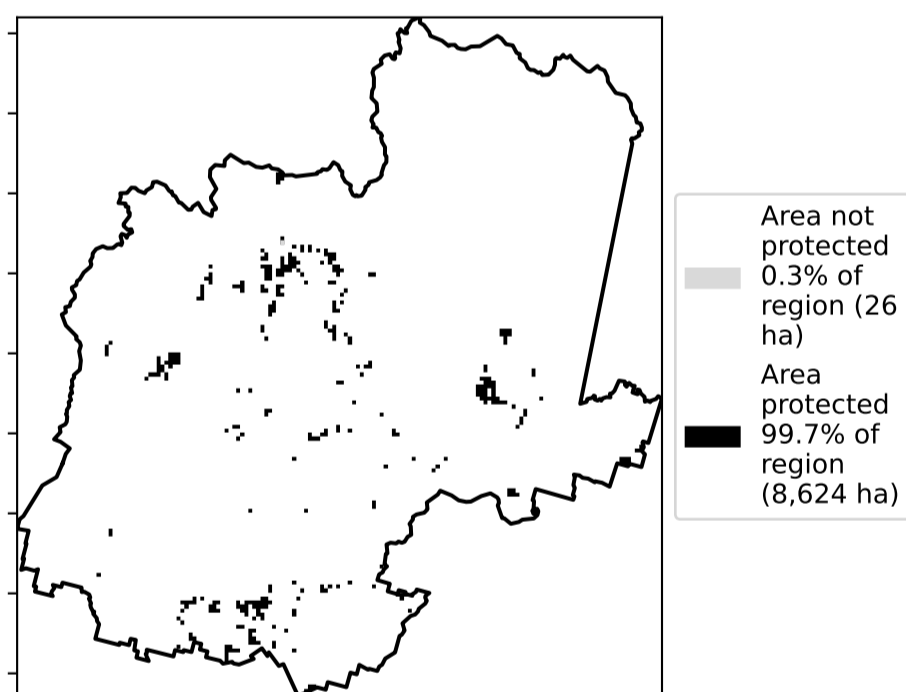 Area not
protected
0.3% of
region (26
ha)
Area
protected
99.7% of
region
(8,624 ha)